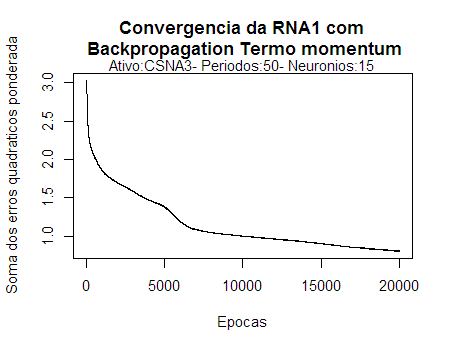 Convergencia da RNA1 com
Backpropagation Termo momentum
Ativo:CSNA3- Periodos:50- Neuronios:15
Soma dos erros quadraticos ponderada
3.0
2.5
2.0
1.5
1.0
0 5000 10000 15000 20000
Epocas